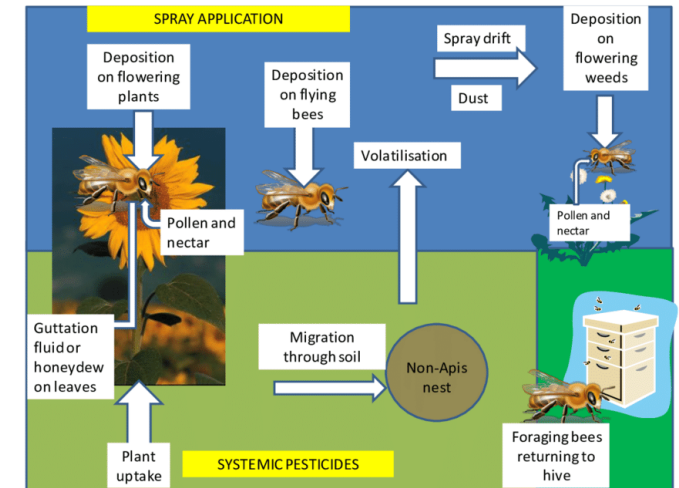 SPRAY APPLICATION
Deposition
on flowering
plants
Deposition
on flying
bees
Spray drift
Dust
Deposition
on
flowering
weeds
Volatilisation
Pollen and
nectar
Pollen and
nectar
Guttation
fluid or
honeydew
on leaves
Migration
through soil
Non-Apis
nest
Plant
uptake
SYSTEMIC PESTICIDES
Foraging bees
returning to
hive